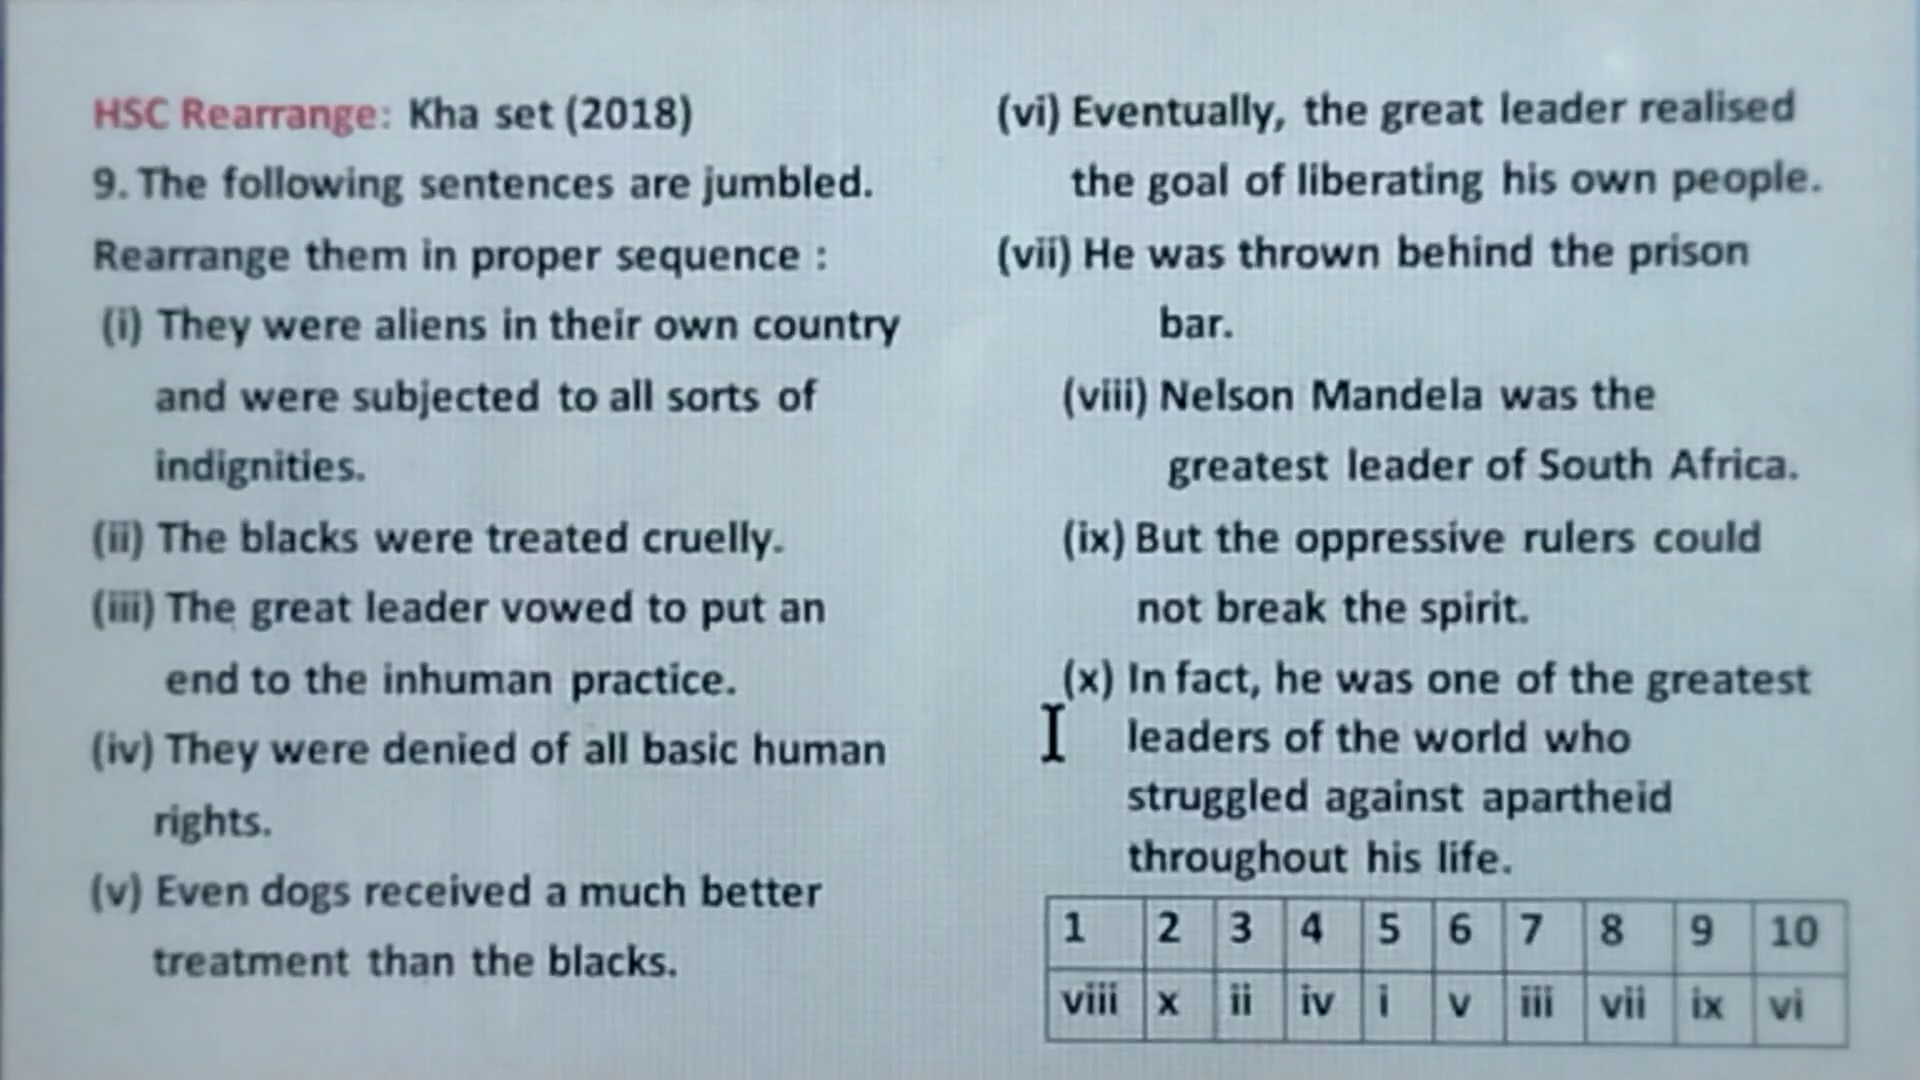 HSC Rearrange: Kha set (2018)
9. The following sentences are jumbled.
Rearrange them in proper sequence :
(i) They were aliens in their own country
and were subjected to all sorts of
indignities.
(ii) The blacks were treated cruelly.
(iii) The great leader vowed to put an
end to the inhuman practice.
(iv) They were denied of all basic human
rights.
(v) Even dogs received a much better
treatment than the blacks.
(vi) Eventually, the great leader realised
the goal of liberating his own people.
(vii) He was thrown behind the prison
bar.
(viii) Nelson Mandela was the
greatest leader of South Africa.
(ix) But the oppressive rulers could
not break the spirit.
(x) In fact, he was one of the greatest
leaders of the world who
struggled against apartheid
throughout his life.
1 2 3 4 5 6 7 8 9 10
viii x ii iv i v iii vii ix vi